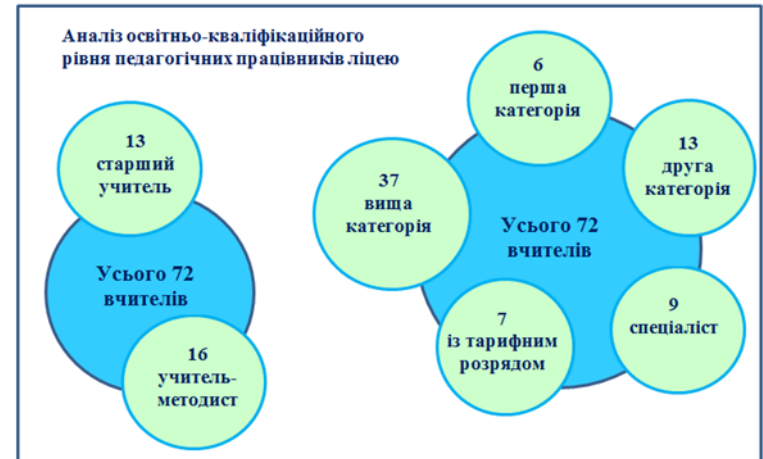 Аналіз освітньо-кваліфікаційного
рівня педагогічних працівників ліцею
13
старший
учитель
Усього 72
вчителів
16
учитель-
методист
6
перша
категорія
13
друга
категорія
37
вища
категорія
Усього 72
вчителів
9
спеціаліст
7
із тарифним
розрядом